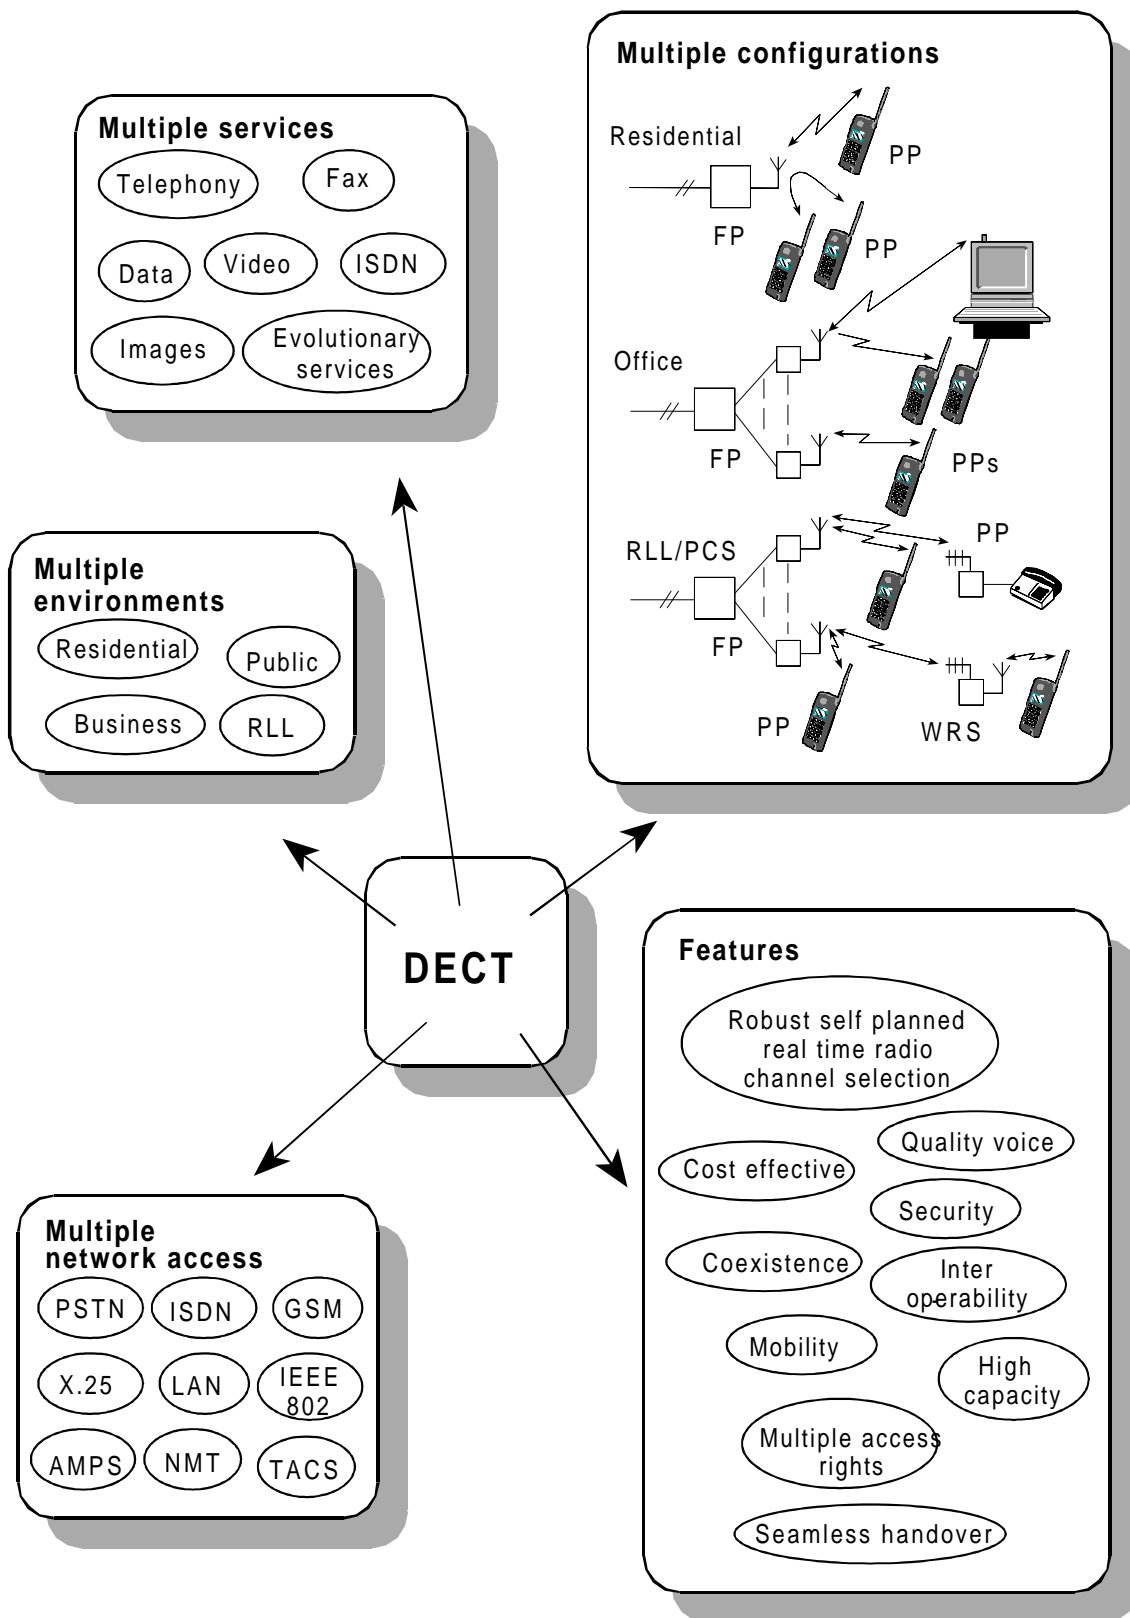 Multiple configurations
Residential
PP
FP
PP
Office
FP
PPs
RLL/PCS
PP
FP
PP
WRS
Multiple services
Telephony
Fax
Data
Video
ISDN
Images
Evolutionary
services
Multiple
environments
Residential
Public
Business
RLL
DECT
Features
Robust self planned
real time radio
channel selection
Quality voice
Cost effective
Security
Coexistence
Inter
op-erability
Mobility
High
capacity
Multiple access
rights
Seamless handover
Multiple
network access
PSTN
ISDN
GSM
X.25
LAN
IEEE
802
AMPS
NMT
TACS